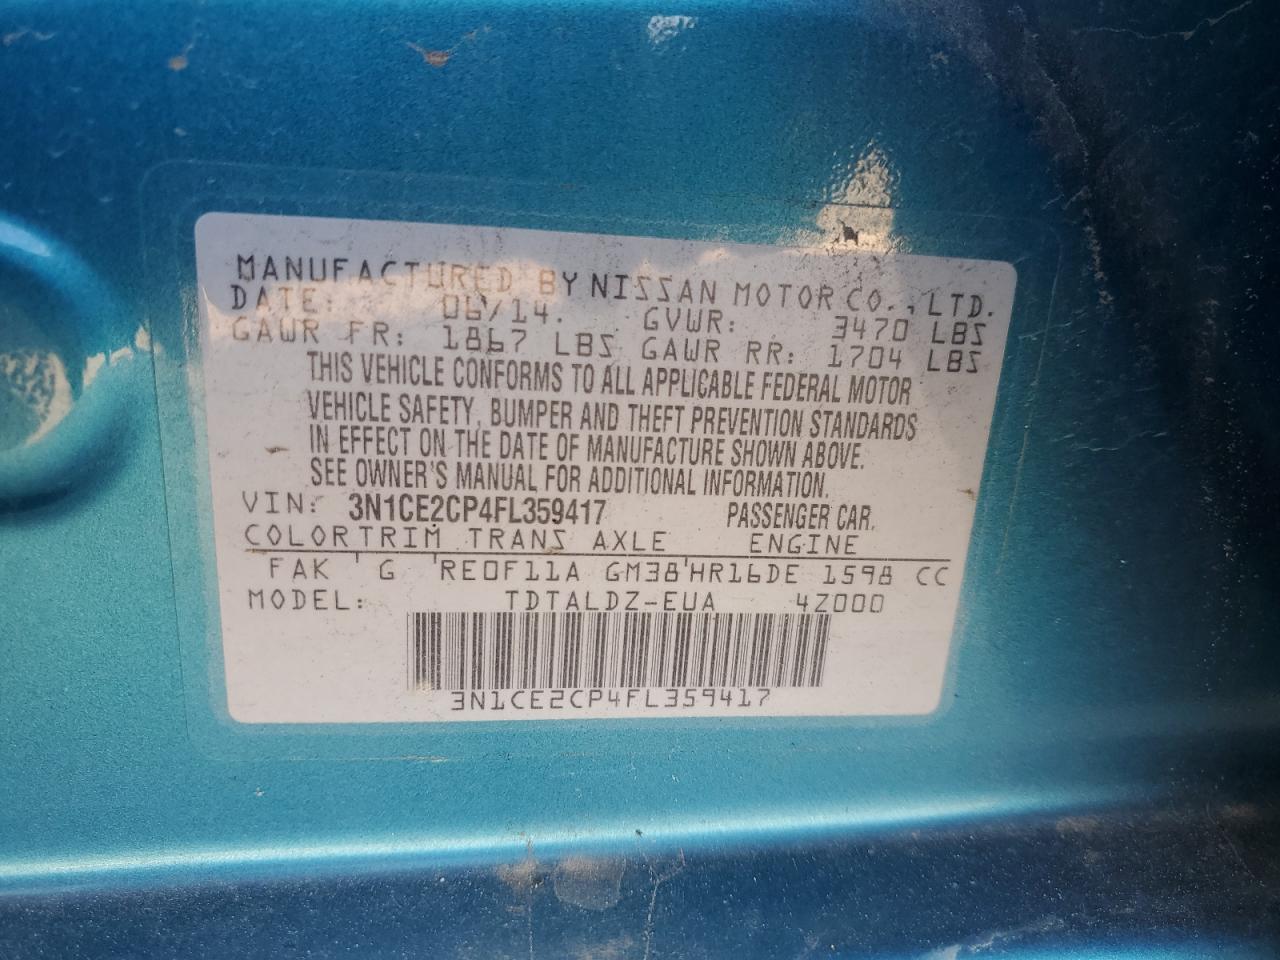 MANUFACTURED BY NISSAN MOTOR CO., LTD.
DATE: 06/14. GVWR: 3470 LBS
GAWR FR: 1867 LBS GAWR RR: 1704 LBS
THIS VEHICLE CONFORMS TO ALL APPLICABLE FEDERAL MOTOR
VEHICLE SAFETY, BUMPER AND THEFT PREVENTION STANDARDS
IN EFFECT ON THE DATE OF MANUFACTURE SHOWN ABOVE.
SEE OWNER'S MANUAL FOR ADDITIONAL INFORMATION.
VIN: 3N1CE2CP4FL359417 PASSENGER CAR.
COLOR TRIM TRANS AXLE ENGINE
FAK G RE0F11A GM38 HR16DE 1598 CC
MODEL: TDTALDZ-EUA 4Z000
3N1CE2CP4FL359417